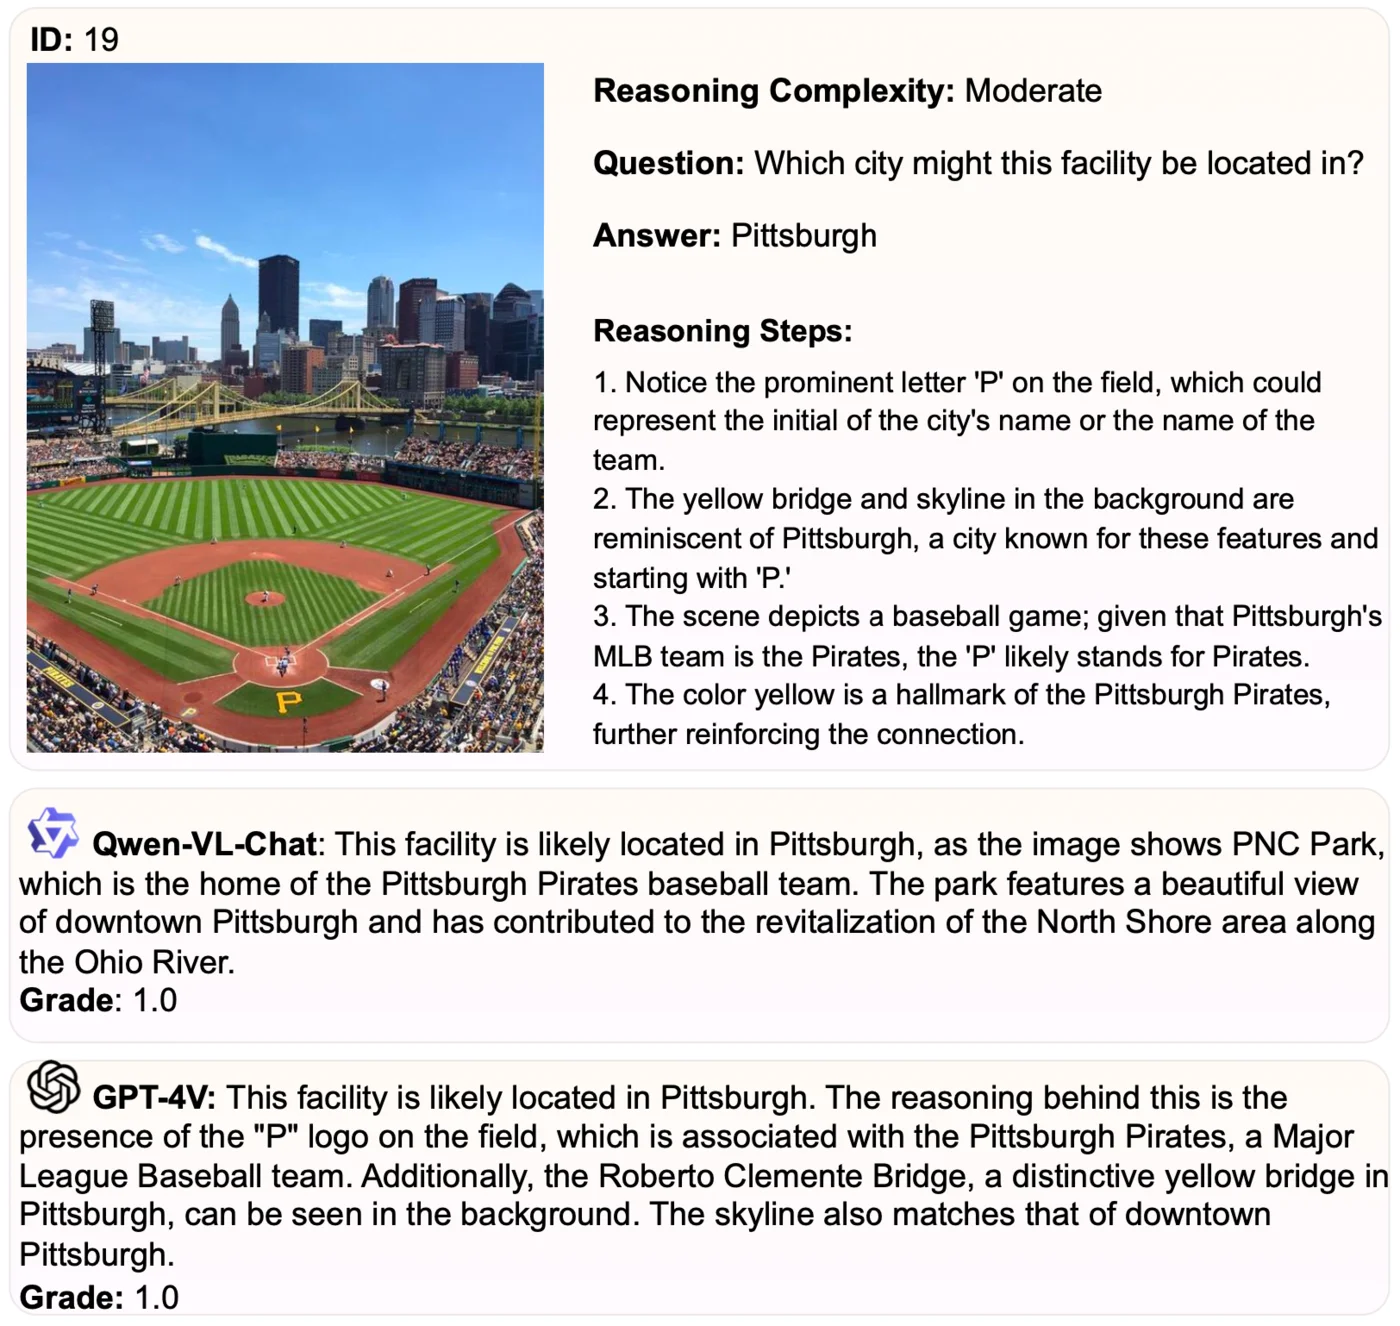 ID: 19
Reasoning Complexity: Moderate
Question: Which city might this facility be located in?
Answer: Pittsburgh
Reasoning Steps:
1. Notice the prominent letter 'P' on the field, which could
represent the initial of the city's name or the name of the
team.
2. The yellow bridge and skyline in the background are
reminiscent of Pittsburgh, a city known for these features and
starting with 'P.'
3. The scene depicts a baseball game; given that Pittsburgh's
MLB team is the Pirates, the 'P' likely stands for Pirates.
4. The color yellow is a hallmark of the Pittsburgh Pirates,
further reinforcing the connection.
PIRATES
P
P
Qwen-VL-Chat: This facility is likely located in Pittsburgh, as the image shows PNC Park,
which is the home of the Pittsburgh Pirates baseball team. The park features a beautiful view
of downtown Pittsburgh and has contributed to the revitalization of the North Shore area along
the Ohio River.
Grade: 1.0
GPT-4V: This facility is likely located in Pittsburgh. The reasoning behind this is the
presence of the "P" logo on the field, which is associated with the Pittsburgh Pirates, a Major
League Baseball team. Additionally, the Roberto Clemente Bridge, a distinctive yellow bridge in
Pittsburgh, can be seen in the background. The skyline also matches that of downtown
Pittsburgh.
Grade: 1.0